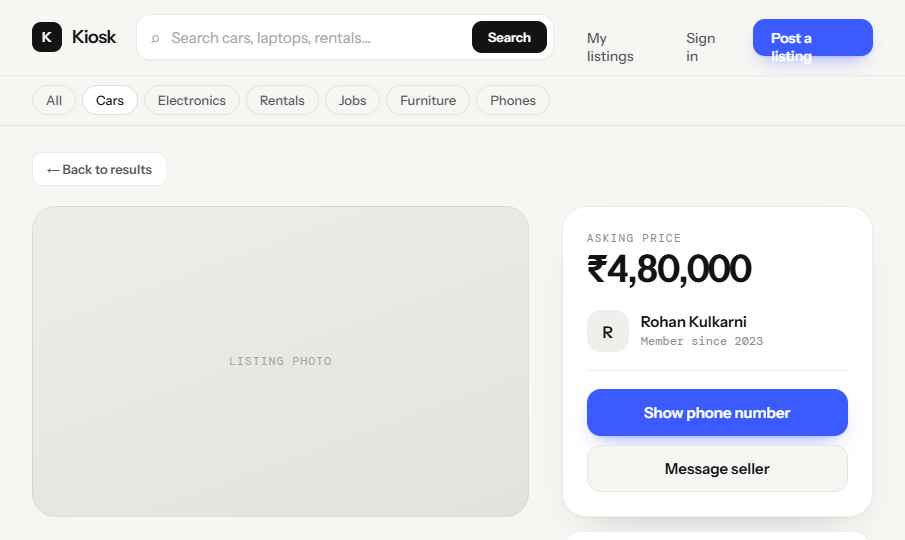 K Kiosk
Search cars, laptops, rentals...
Search
My
listings
Sign
in
Post a
listing
All
Cars
Electronics
Rentals
Jobs
Furniture
Phones
← Back to results
LISTING PHOTO
ASKING PRICE
₹4,80,000
R
Rohan Kulkarni
Member since 2023
Show phone number
Message seller